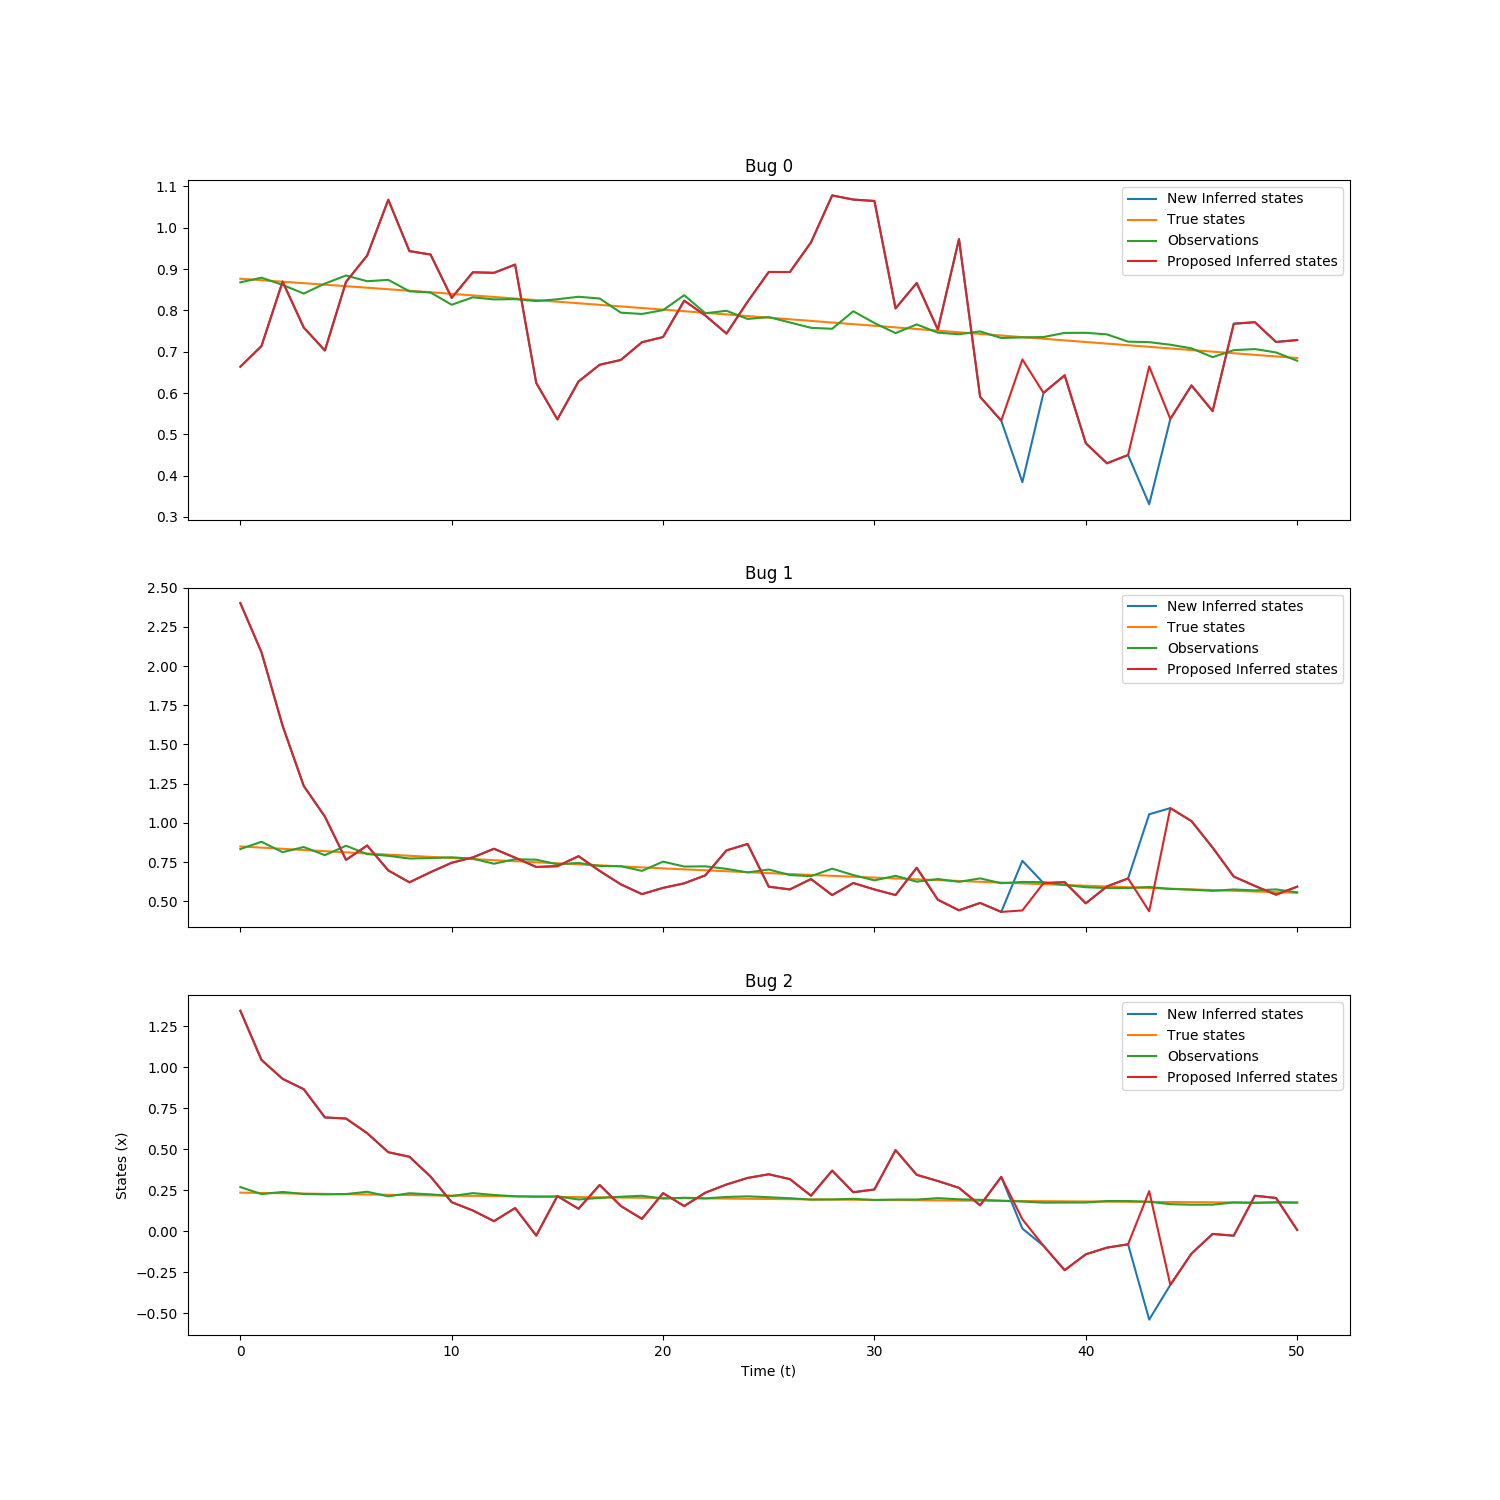 Bug 0
1.1
1.0
0.9
0.8
0.7
0.6
0.5
0.4
0.3
New Inferred states
True states
Observations
Proposed Inferred states
Bug 1
2.50
2.25
2.00
1.75
1.50
1.25
1.00
0.75
0.50
New Inferred states
True states
Observations
Proposed Inferred states
Bug 2
1.25
1.00
0.75
0.50
0.25
0.00
−0.25
−0.50
States (x)
New Inferred states
True states
Observations
Proposed Inferred states
0 10 20 30 40 50
Time (t)